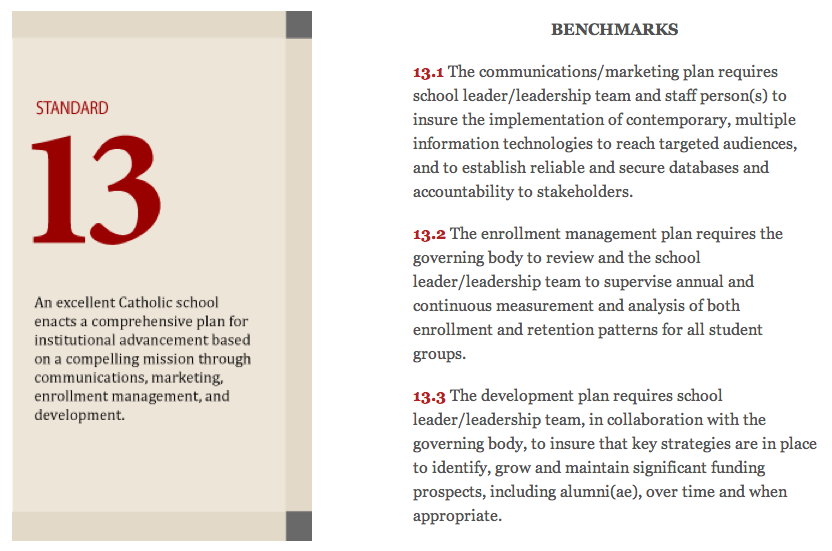 STANDARD
13
An excellent Catholic school
enacts a comprehensive plan for
institutional advancement based
on a compelling mission through
communications, marketing,
enrollment management, and
development.
BENCHMARKS
13.1 The communications/marketing plan requires
school leader/leadership team and staff person(s) to
insure the implementation of contemporary, multiple
information technologies to reach targeted audiences,
and to establish reliable and secure databases and
accountability to stakeholders.
13.2 The enrollment management plan requires the
governing body to review and the school
leader/leadership team to supervise annual and
continuous measurement and analysis of both
enrollment and retention patterns for all student
groups.
13.3 The development plan requires school
leader/leadership team, in collaboration with the
governing body, to insure that key strategies are in place
to identify, grow and maintain significant funding
prospects, including alumni(ae), over time and when
appropriate.